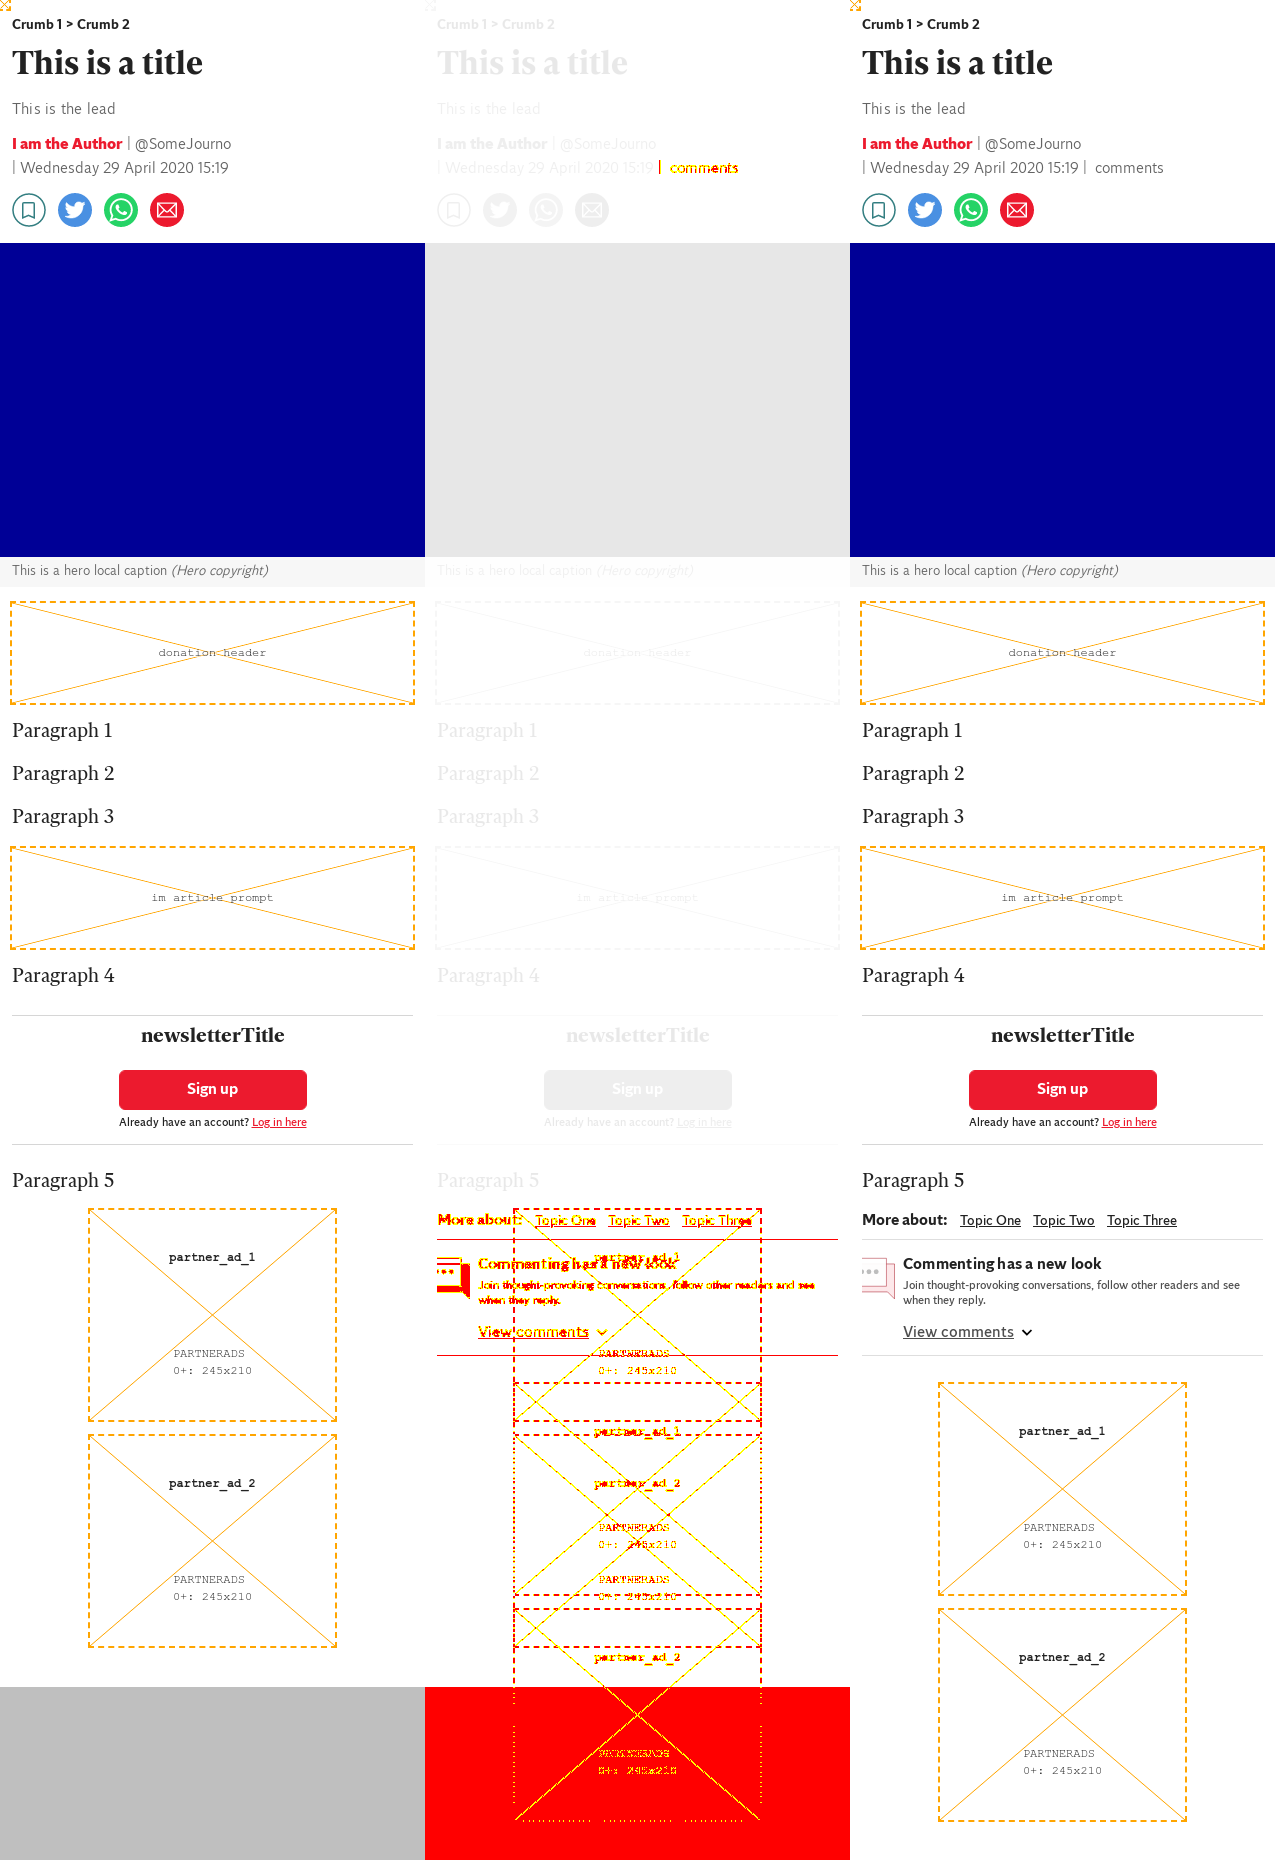 Crumb 1 > Crumb 2
This is a title
This is the lead
I am the Author | @SomeJourno
| Wednesday 29 April 2020 15:19
This is a hero local caption (Hero copyright)
donation header
Paragraph 1
Paragraph 2
Paragraph 3
im article prompt
Paragraph 4
newsletterTitle
Sign up
Already have an account? Log in here
Paragraph 5
partner_ad_1
PARTNERADS
0+: 245x210
partner_ad_2
PARTNERADS
0+: 245x210
Crumb 1 > Crumb 2
This is a title
This is the lead
I am the Author | @SomeJourno
| Wednesday 29 April 2020 15:19 | comments
This is a hero local caption (Hero copyright)
donation header
Paragraph 1
Paragraph 2
Paragraph 3
im article prompt
Paragraph 4
newsletterTitle
Sign up
Already have an account? Log in here
Paragraph 5
More about: Topic One Topic Two Topic Three
partner_ad_1
Commenting has a new look
Join thought-provoking conversations, follow other readers and see
when they reply.
View comments
PARTNERADS
0+: 245x210
partner_ad_1
partner_ad_2
PARTNERADS
0+: 245x210
PARTNERADS
0+: 245x210
partner_ad_2
PARTNERADS
0+: 245x210
Crumb 1 > Crumb 2
This is a title
This is the lead
I am the Author | @SomeJourno
| Wednesday 29 April 2020 15:19 | comments
This is a hero local caption (Hero copyright)
donation header
Paragraph 1
Paragraph 2
Paragraph 3
im article prompt
Paragraph 4
newsletterTitle
Sign up
Already have an account? Log in here
Paragraph 5
More about: Topic One Topic Two Topic Three
Commenting has a new look
Join thought-provoking conversations, follow other readers and see
when they reply.
View comments
partner_ad_1
PARTNERADS
0+: 245x210
partner_ad_2
PARTNERADS
0+: 245x210